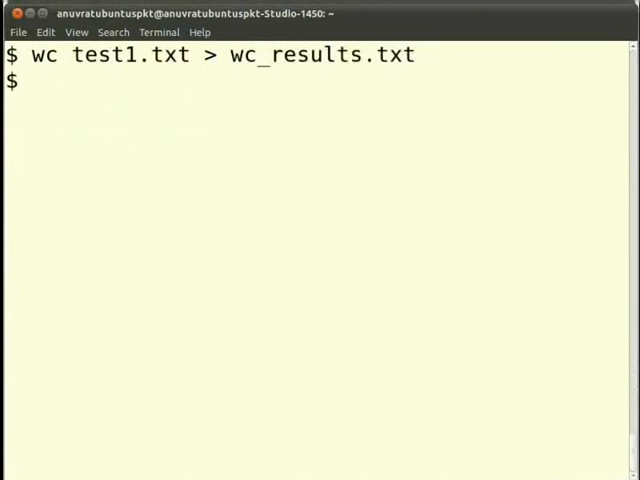 anuvratubuntuspkt@anuvratubuntuspkt-Studio-1450: ~
File Edit View Search Terminal Help
$ wc test1.txt > wc_results.txt
$